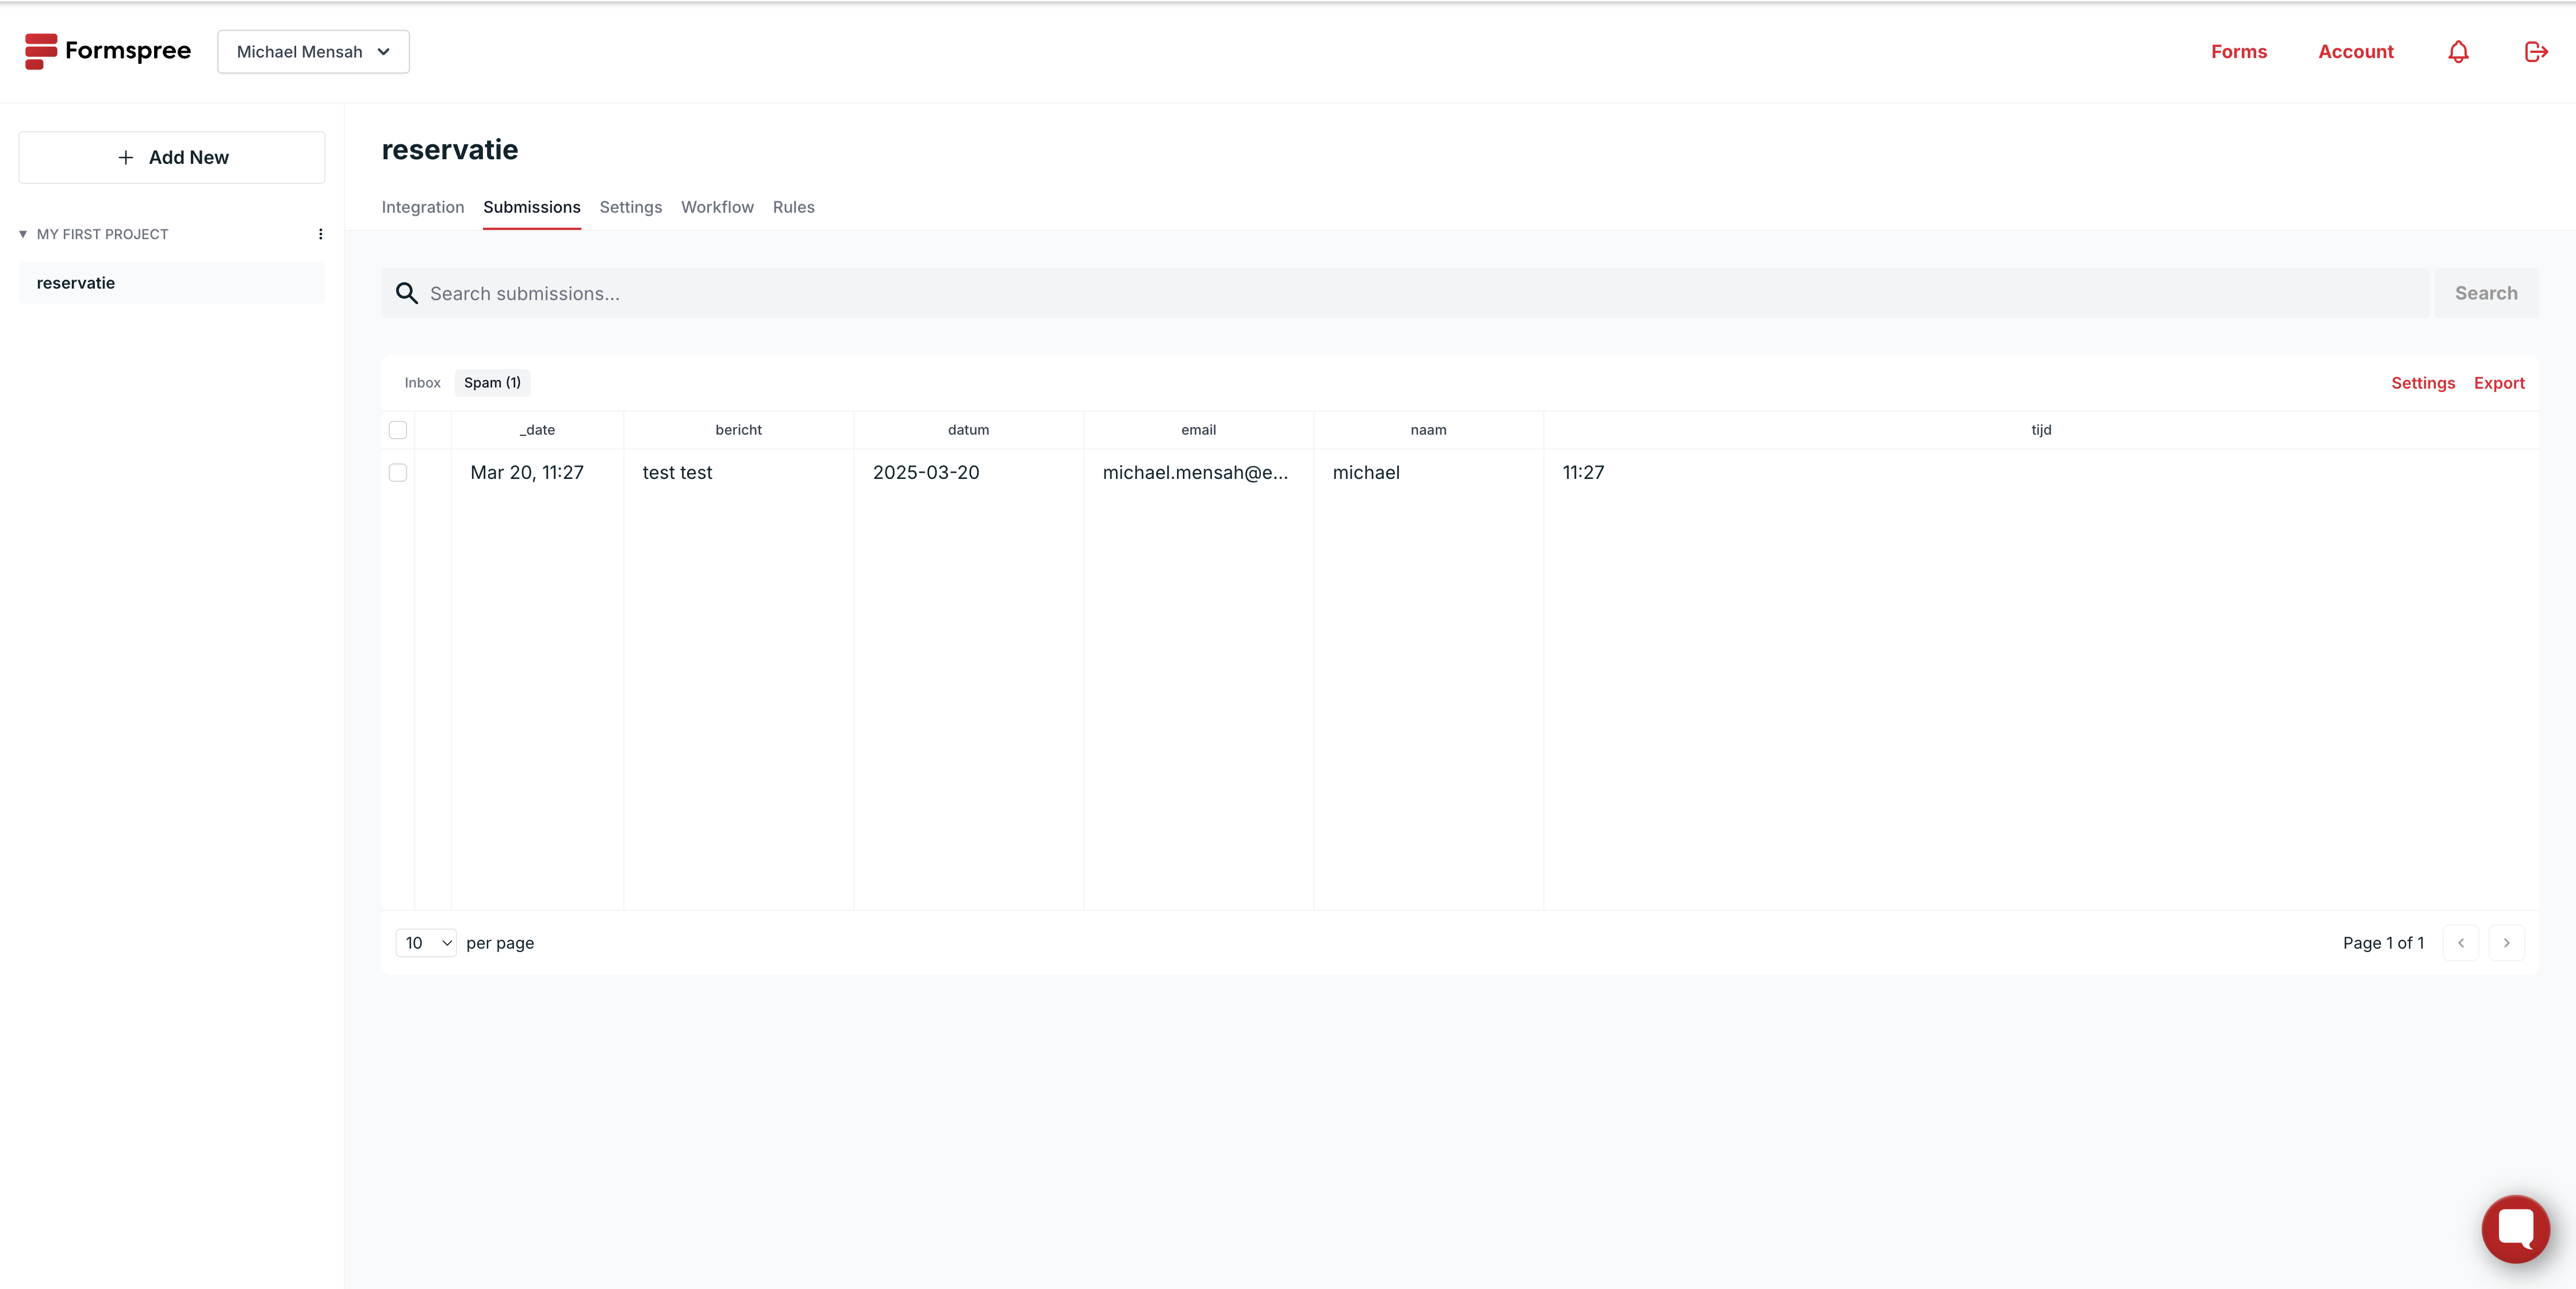 Formspree Michael Mensah Forms Account
+ Add New
MY FIRST PROJECT
reservatie
reservatie
Integration Submissions Settings Workflow Rules
Search submissions... Search
Inbox Spam (1) Settings Export
_date bericht datum email naam tijd
Mar 20, 11:27 test test 2025-03-20 michael.mensah@e... michael 11:27
10 per page Page 1 of 1